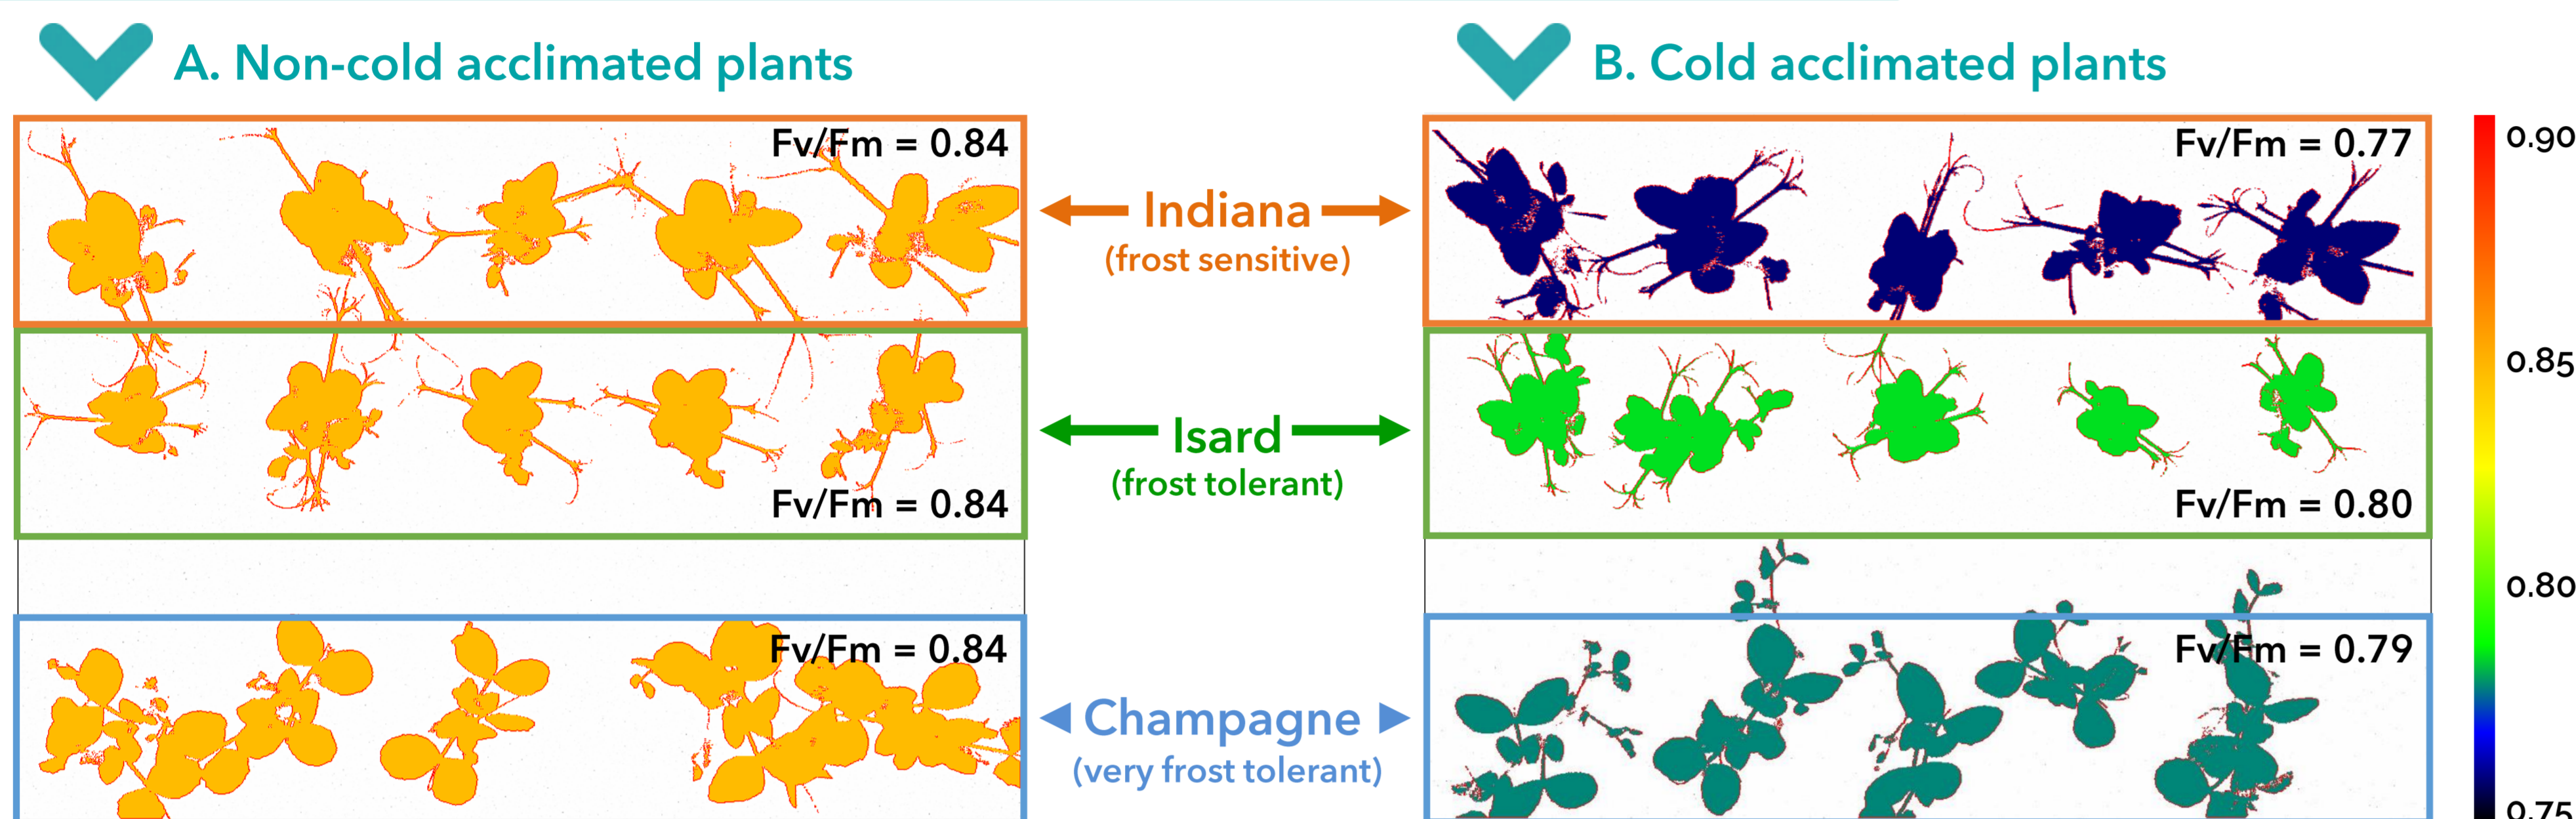 A. Non-cold acclimated plants
B. Cold acclimated plants
Fv/Fm = 0.84
Indiana
(frost sensitive)
Fv/Fm = 0.77
Fv/Fm = 0.84
Isard
(frost tolerant)
Fv/Fm = 0.80
Fv/Fm = 0.84
Champagne
(very frost tolerant)
Fv/Fm = 0.79
0.90
0.85
0.80
0.75